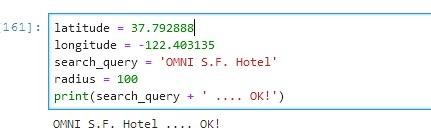 [161]: latitude = 37.792888
longitude = -122.403135
search_query = 'OMNI S.F. Hotel'
radius = 100
print(search_query + ' .... OK!')
OMNI S.F. Hotel .... OK!